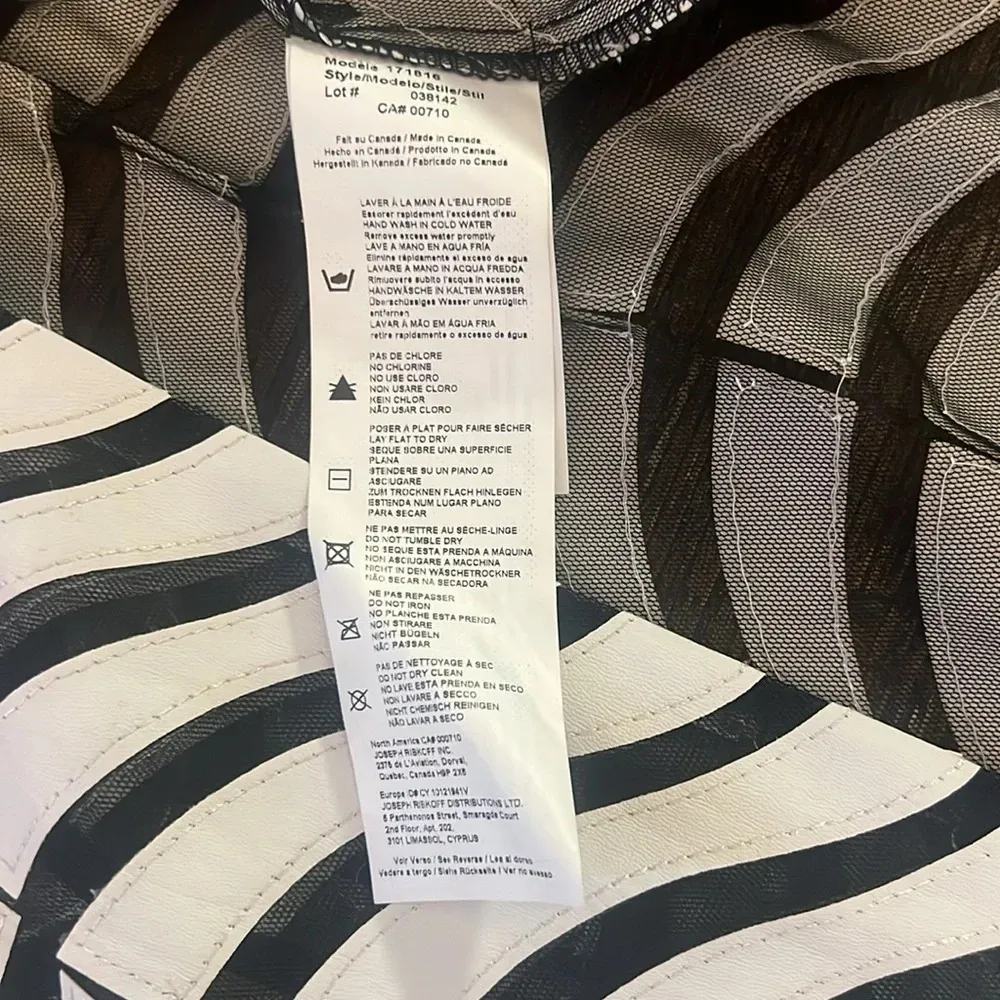 Modèle 171816
Style/Modelo/Stile/Stil
Lot # 038142
CA# 00710
Fait au Canada / Made in Canada
Hecho en Canadá / Prodotto in Canada
Hergestellt in Kanada / Fabricado no Canadá
LAVER À LA MAIN À L'EAU FROIDE
Essorer rapidement l'excédent d'eau
HAND WASH IN COLD WATER
Remove excess water promptly
LAVE A MANO EN AQUA FRÍA
Elimine rápidamente el exceso de agua
LAVARE A MANO IN ACQUA FREDDA
Rimuovere subito l'acqua in eccesso
HANDWÄSCHE IN KALTEM WASSER
Überschüssiges Wasser unverzüglich
entfernen
LAVAR À MÃO EM ÁGUA FRIA
retire rapidamente o excesso de água
PAS DE CHLORE
NO CHLORINE
NO USE CLORO
NON USARE CLORO
KEIN CHLOR
NÃO USAR CLORO
POSER À PLAT POUR FAIRE SÉCHER
LAY FLAT TO DRY
SEQUE SOBRE UNA SUPERFICIE
PLANA
STENDERE SU UN PIANO AD
ASCIUGARE
ZUM TROCKNEN FLACH HINLEGEN
ESTENDA NUM LUGAR PLANO
PARA SECAR
NE PAS METTRE AU SÈCHE-LINGE
DO NOT TUMBLE DRY
NO SEQUE ESTA PRENDA A MÁQUINA
NON ASCIUGARE A MACCHINA
NICHT IN DEN WÄSCHETROCKNER
NÃO SECAR NA SECADORA
NE PAS REPASSER
DO NOT IRON
NO PLANCHE ESTA PRENDA
NON STIRARE
NICHT BÜGELN
NÃO PASSAR
PAS DE NETTOYAGE À SEC
DO NOT DRY CLEAN
NO LAVE ESTA PRENDA EN SECO
NON LAVARE A SECCO
NICHT CHEMISCH REINIGEN
NÃO LAVAR A SECO
North America CA# 000710
JOSEPH RIBKOFF INC.
2375 de L'Aviation, Dorval,
Quebec, Canada H9P 2X6
Europe ID# CY 10121941V
JOSEPH RIBKOFF DISTRIBUTIONS LTD.
5 Parthenonos Street, Smaragda Court
2nd Floor, Apt. 202,
3101 LIMASSOL, CYPRUS
Voir Verso / See Reverse / Lea al dorso
Vedere a tergo / Siehe Rückseite / Ver no avesso